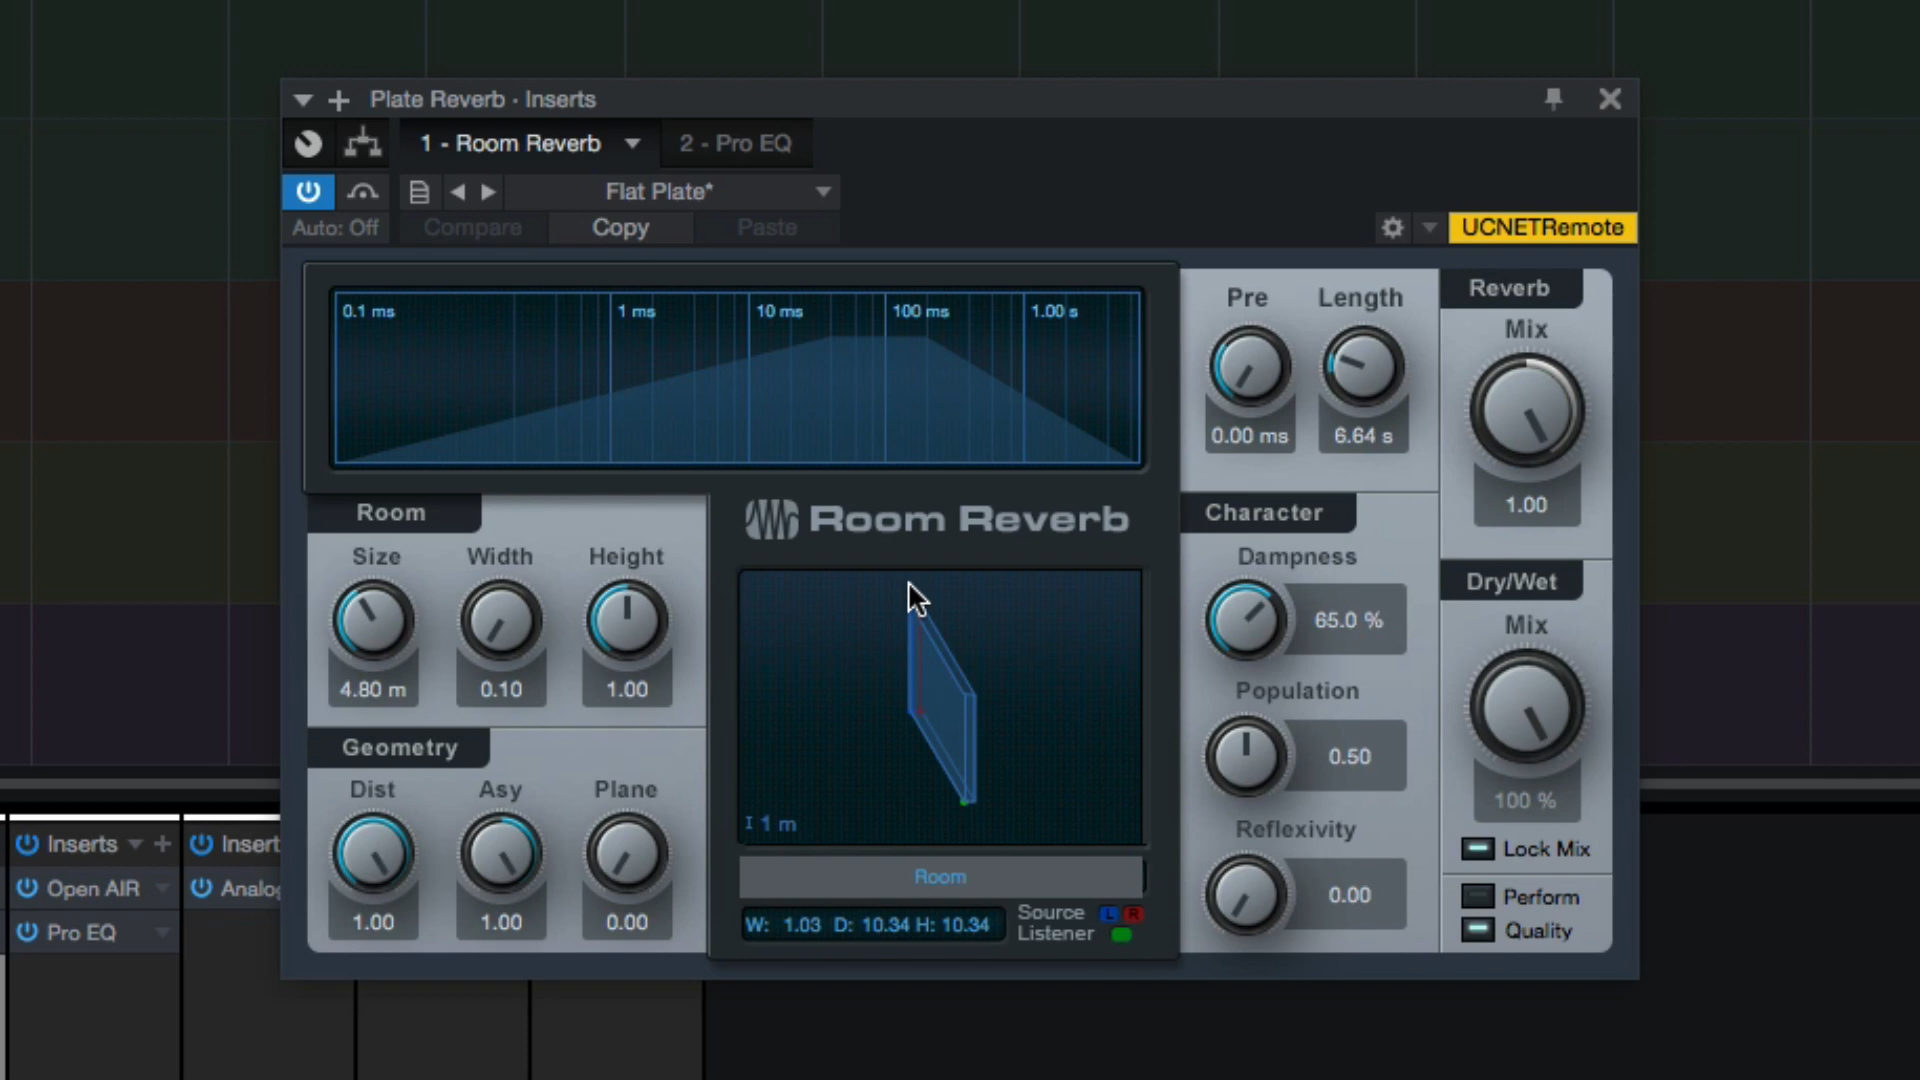 Plate Reverb · Inserts
1 - Room Reverb
2 - Pro EQ
Flat Plate*
Auto: Off
Compare
Copy
Paste
UCNETRemote
0.1 ms
1 ms
10 ms
100 ms
1.00 s
Pre
Length
0.00 ms
6.64 s
Reverb
Mix
1.00
Room
Size
Width
Height
4.80 m
0.10
1.00
Room Reverb
Character
Dampness
65.0 %
Population
0.50
Reflexivity
0.00
Dry/Wet
Mix
100 %
Lock Mix
Perform
Quality
Geometry
Dist
Asy
Plane
1.00
1.00
0.00
1 m
Room
W: 1.03 D: 10.34 H: 10.34
Source L R
Listener
Inserts
Open AIR
Pro EQ
Insert
Analog